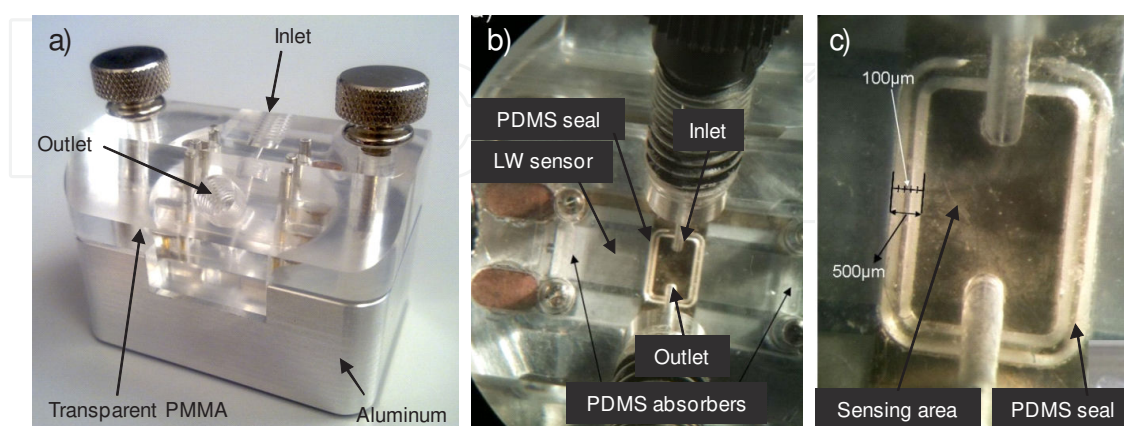 a)
Inlet
Outlet
Transparent PMMA
Aluminum
b)
PDMS seal
Inlet
LW sensor
Outlet
PDMS absorbers
c)
100µm
500µm
Sensing area
PDMS seal